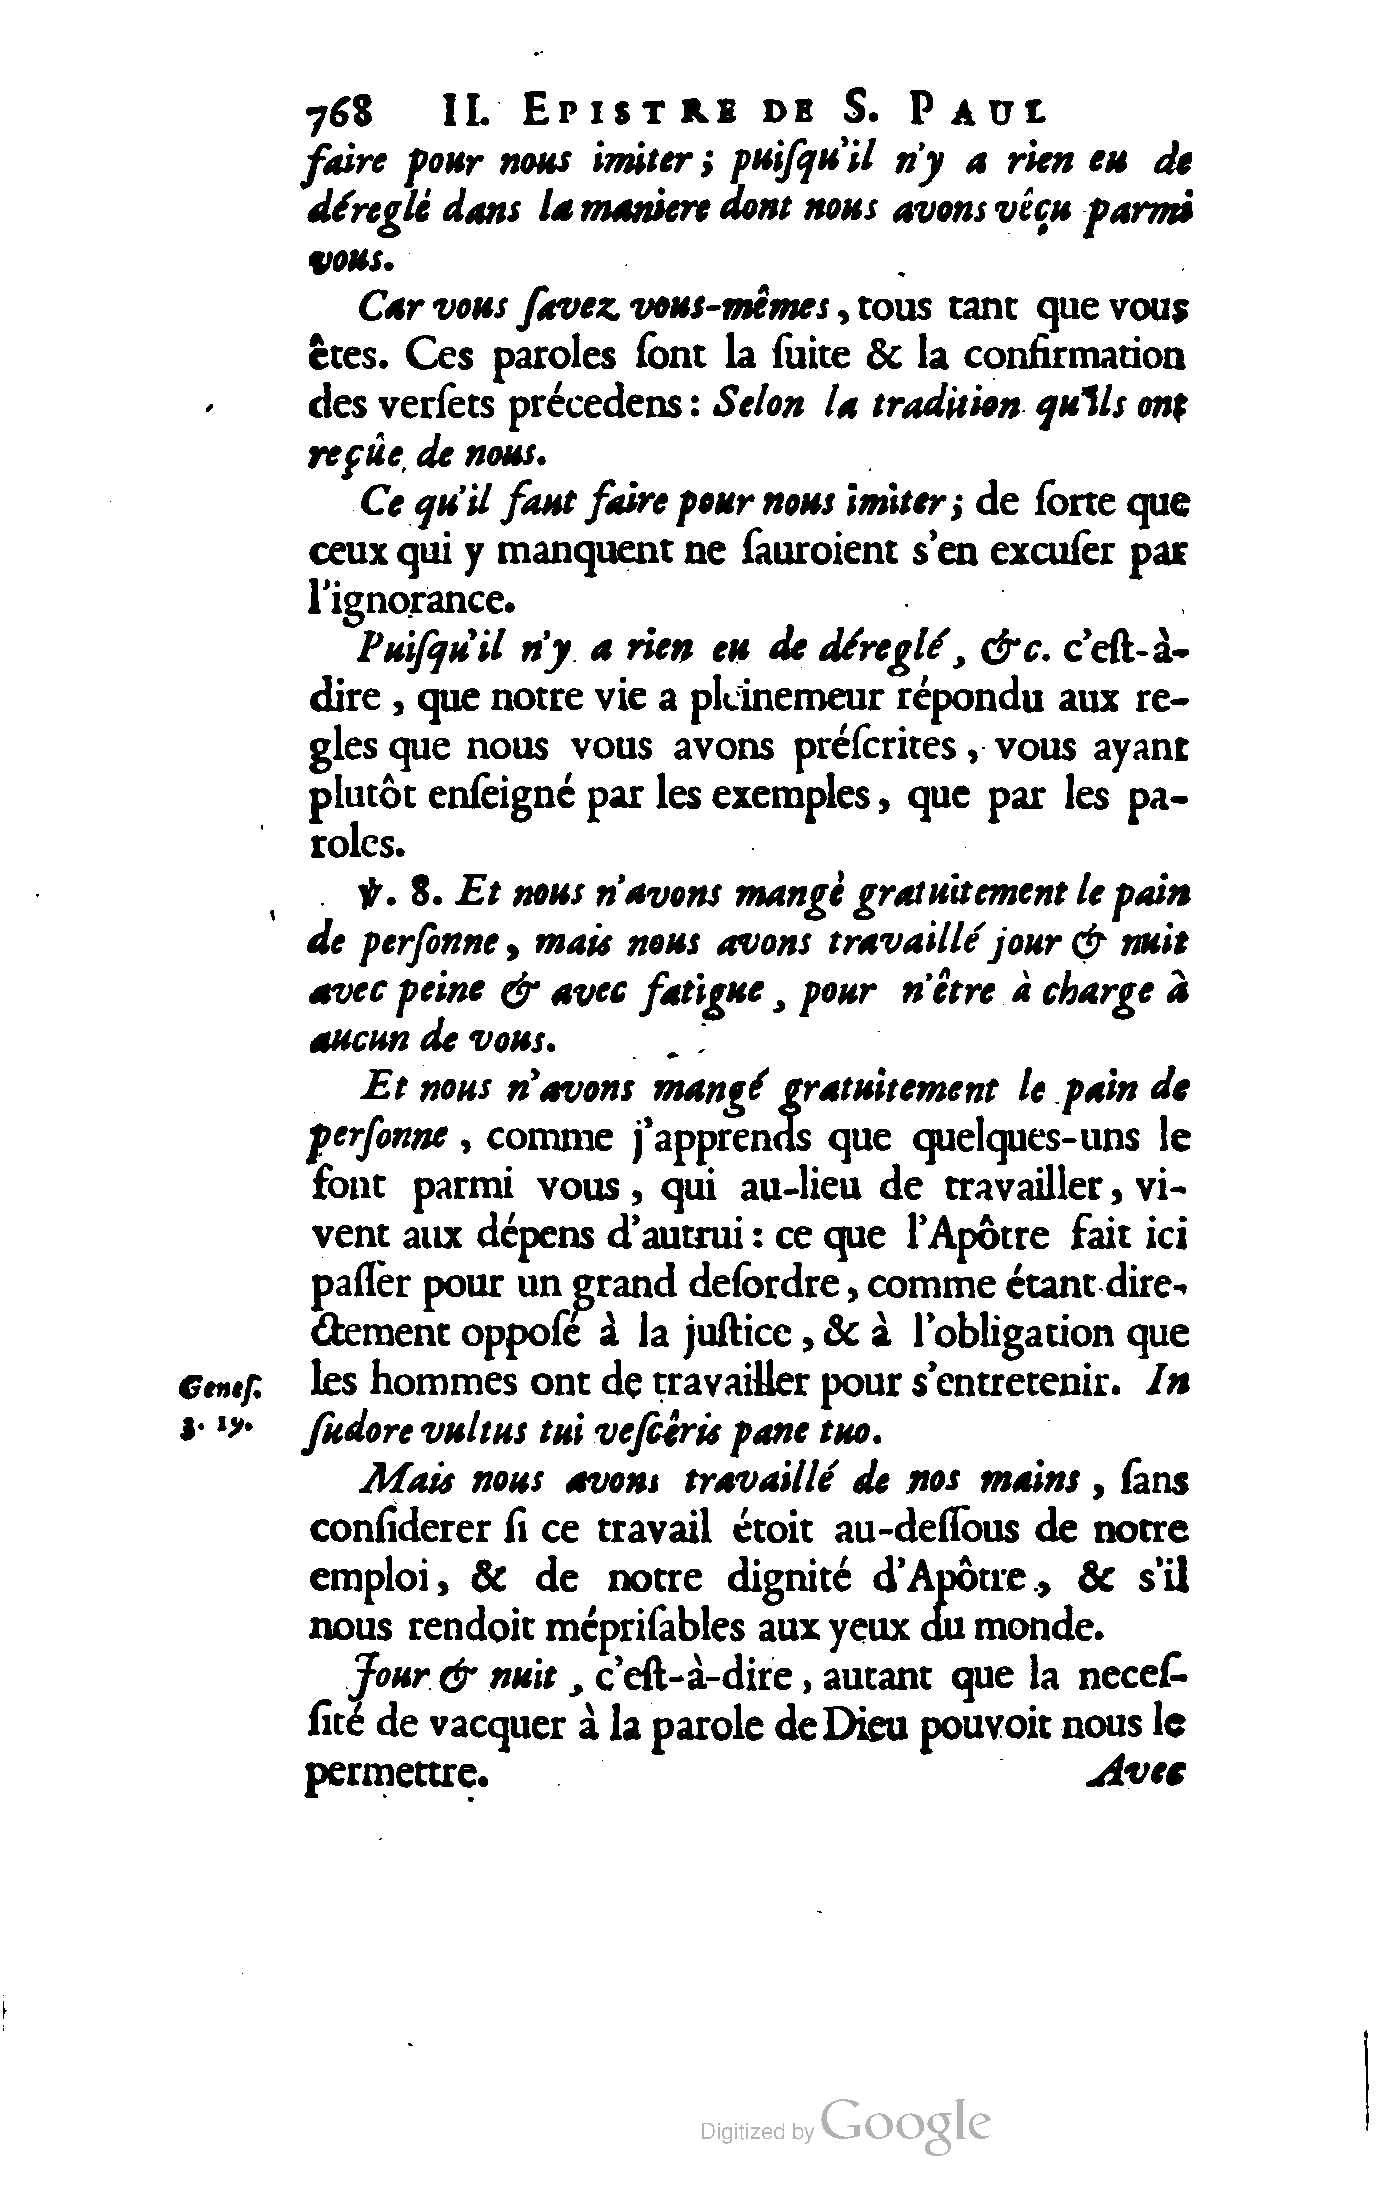 768 II. EPISTRE DE S. PAUL
faire pour nous imiter ; puiſqu'il n'y a rien eu de
déreglé dans la maniere dont nous avons vêçu parmi
vous.
Car vous ſavez vous-mêmes, tous tant que vous
êtes. Ces paroles ſont la ſuite & la confirmation
des verſets précedens : Selon la tradition qu'ils ont
reçûe de nous.
Ce qu'il faut faire pour nous imiter ; de ſorte que
ceux qui y manquent ne ſauroient s'en excuſer par
l'ignorance.
Puiſqu'il n'y a rien eu de déreglé, &c. c'eſt-à-
dire, que notre vie a pleinemeur répondu aux re-
gles que nous vous avons préſcrites, vous ayant
plutôt enſeigné par les exemples, que par les pa-
roles.
℣. 8. Et nous n'avons mangè gratuitement le pain
de perſonne, mais nous avons travaillé jour & nuit
avec peine & avec fatigue, pour n'être à charge à
aucun de vous.
Et nous n'avons mangé gratuitement le pain de
perſonne, comme j'apprends que quelques-uns le
font parmi vous, qui au-lieu de travailler, vi-
vent aux dépens d'autrui : ce que l'Apôtre fait ici
paſſer pour un grand deſordre, comme étant dire-
ctement oppoſé à la juſtice, & à l'obligation que
Geneſ. les hommes ont de travailler pour s'entretenir. In
3. 19. ſudore vultus tui veſcêris pane tuo.
Mais nous avons travaillé de nos mains, ſans
conſiderer ſi ce travail étoit au-deſſous de notre
emploi, & de notre dignité d'Apôtre, & s'il
nous rendoit mépriſables aux yeux du monde.
Jour & nuit, c'eſt-à-dire, autant que la neceſ-
ſité de vacquer à la parole de Dieu pouvoit nous le
permettre. Avec
Digitized by Google